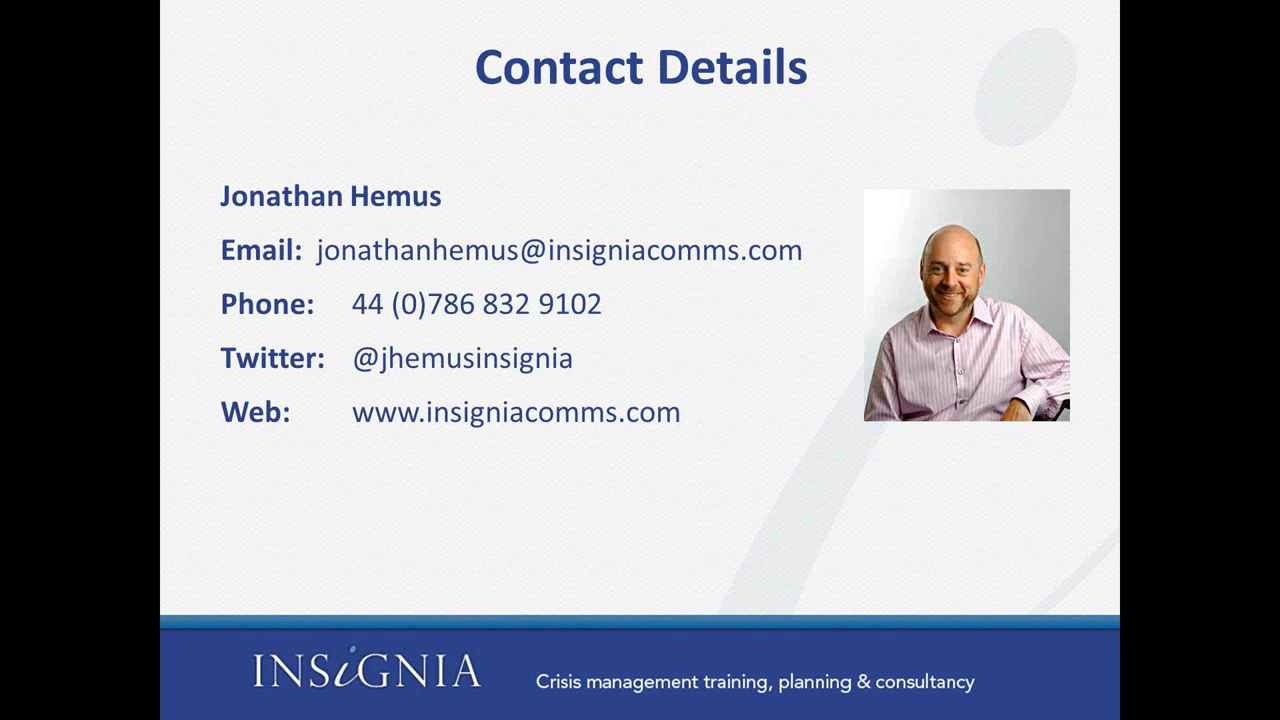 Contact Details
Jonathan Hemus
Email: jonathanhemus@insigniacomms.com
Phone: 44 (0)786 832 9102
Twitter: @jhemusinsignia
Web: www.insigniacomms.com
INSiGNIA
Crisis management training, planning & consultancy